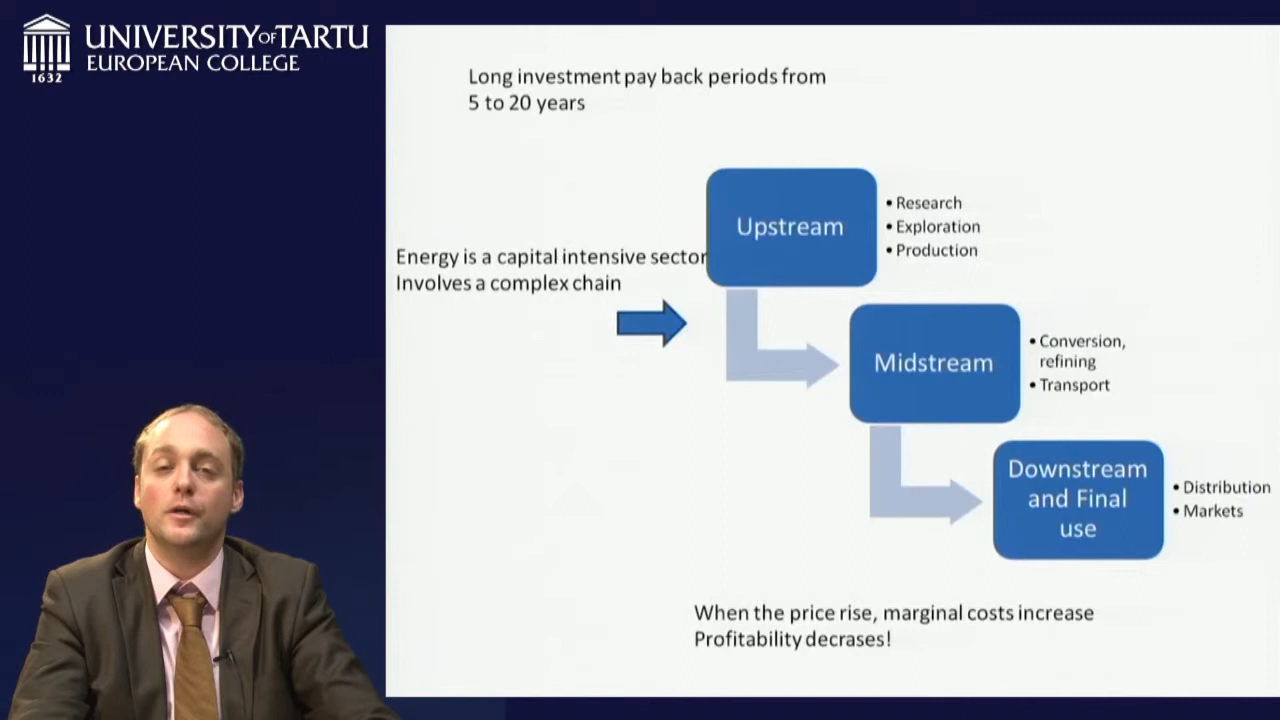 UNIVERSITY OF TARTU
EUROPEAN COLLEGE
1632
Long investment pay back periods from
5 to 20 years
Energy is a capital intensive sector
Involves a complex chain
Upstream
• Research
• Exploration
• Production
Midstream
• Conversion,
refining
• Transport
Downstream
and Final
use
• Distribution
• Markets
When the price rise, marginal costs increase
Profitability decrases!